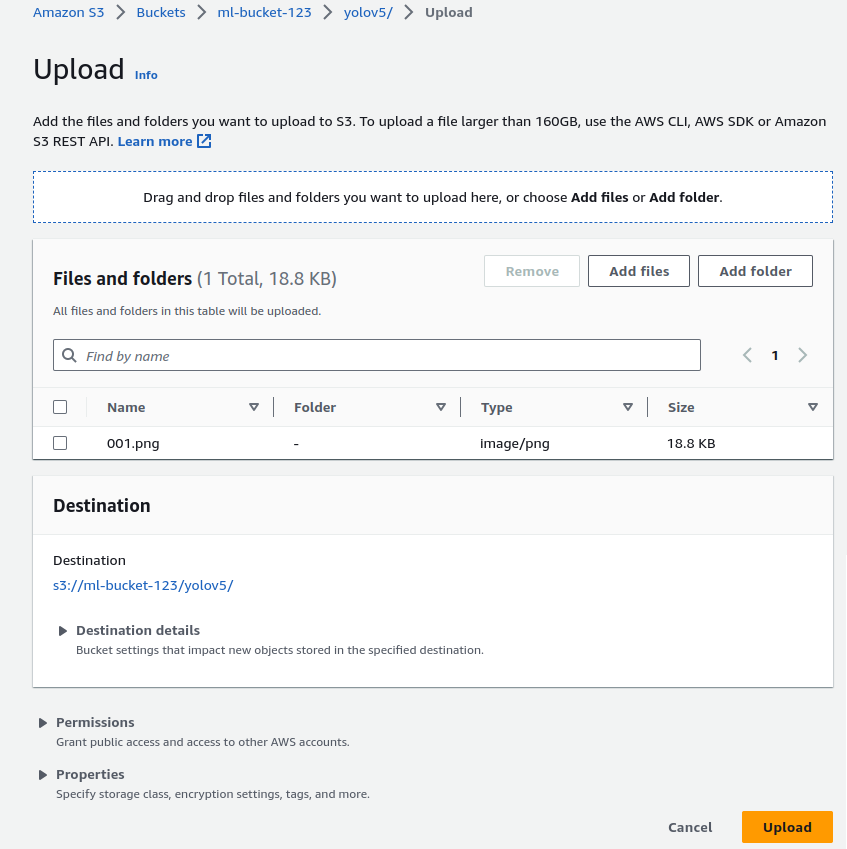 Amazon S3 > Buckets > ml-bucket-123 > yolov5/ > Upload
Upload Info
Add the files and folders you want to upload to S3. To upload a file larger than 160GB, use the AWS CLI, AWS SDK or Amazon
S3 REST API. Learn more
Drag and drop files and folders you want to upload here, or choose Add files or Add folder.
Files and folders (1 Total, 18.8 KB)
Remove Add files Add folder
All files and folders in this table will be uploaded.
Find by name
1
Name Folder Type Size
001.png - image/png 18.8 KB
Destination
Destination
s3://ml-bucket-123/yolov5/
Destination details
Bucket settings that impact new objects stored in the specified destination.
Permissions
Grant public access and access to other AWS accounts.
Properties
Specify storage class, encryption settings, tags, and more.
Cancel Upload